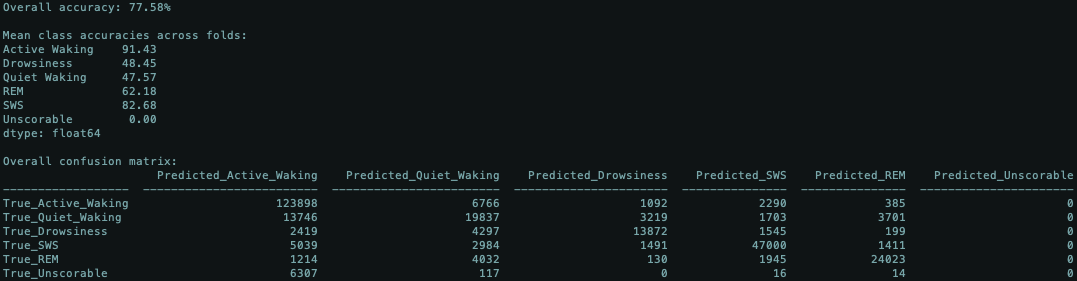 Overall accuracy: 77.58%
Mean class accuracies across folds:
Active Waking    91.43
Drowsiness       48.45
Quiet Waking     47.57
REM              62.18
SWS              82.68
Unscorable        0.00
dtype: float64
Overall confusion matrix:
Predicted_Active_Waking  Predicted_Quiet_Waking  Predicted_Drowsiness  Predicted_SWS  Predicted_REM  Predicted_Unscorable
True_Active_Waking  123898  6766  1092  2290  385  0
True_Quiet_Waking  13746  19837  3219  1703  3701  0
True_Drowsiness  2419  4297  13872  1545  199  0
True_SWS  5039  2984  1491  47000  1411  0
True_REM  1214  4032  130  1945  24023  0
True_Unscorable  6307  117  0  16  14  0